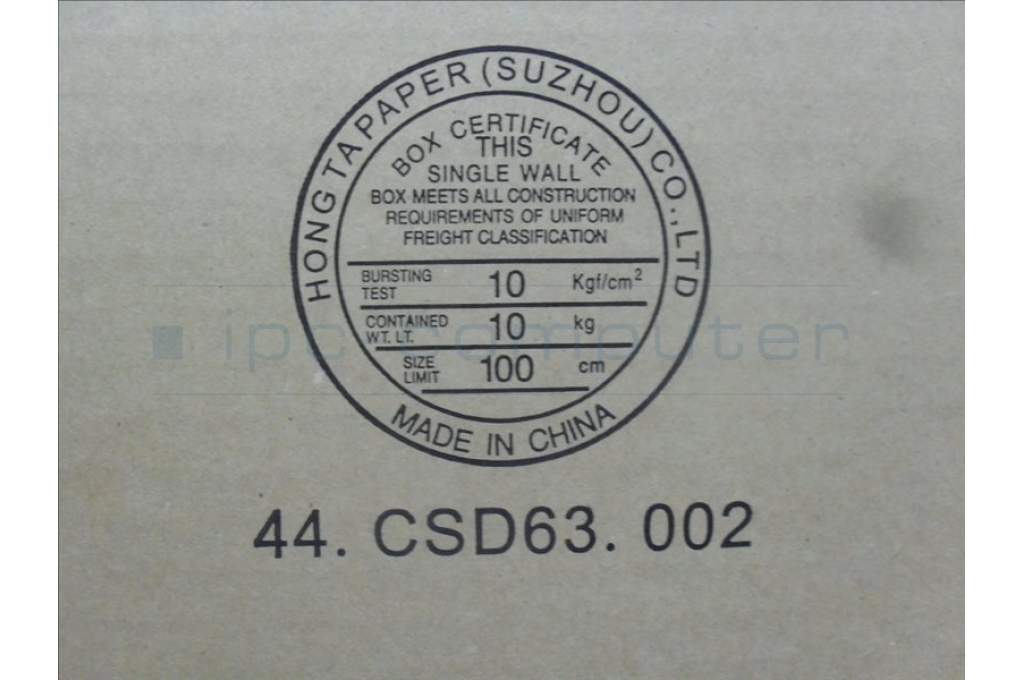 HONG TA PAPER (SUZHOU) CO., LTD
BOX CERTIFICATE
THIS
SINGLE WALL
BOX MEETS ALL CONSTRUCTION
REQUIREMENTS OF UNIFORM
FREIGHT CLASSIFICATION
BURSTING TEST 10 Kgf/cm²
CONTAINED WT. LT. 10 kg
SIZE LIMIT 100 cm
MADE IN CHINA
ipc-computer
44. CSD63. 002